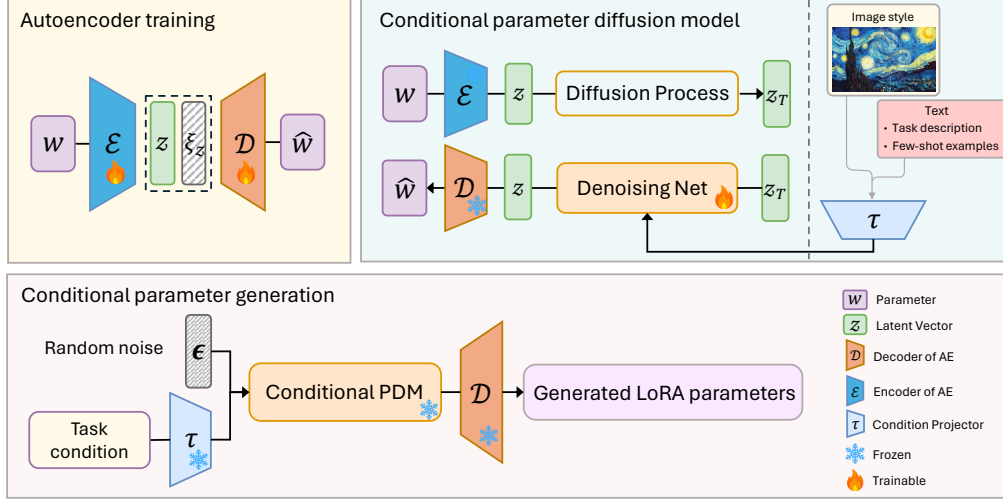 Autoencoder training
w
ℰ
z
ξz
𝒟
ŵ
Conditional parameter diffusion model
w
ℰ
z
Diffusion Process
zT
ŵ
𝒟
z
Denoising Net
zT
Image style
Text
• Task description
• Few-shot examples
τ
Conditional parameter generation
Random noise
ϵ
Task
condition
τ
Conditional PDM
𝒟
Generated LoRA parameters
w Parameter
z Latent Vector
𝒟 Decoder of AE
ℰ Encoder of AE
τ Condition Projector
Frozen
Trainable